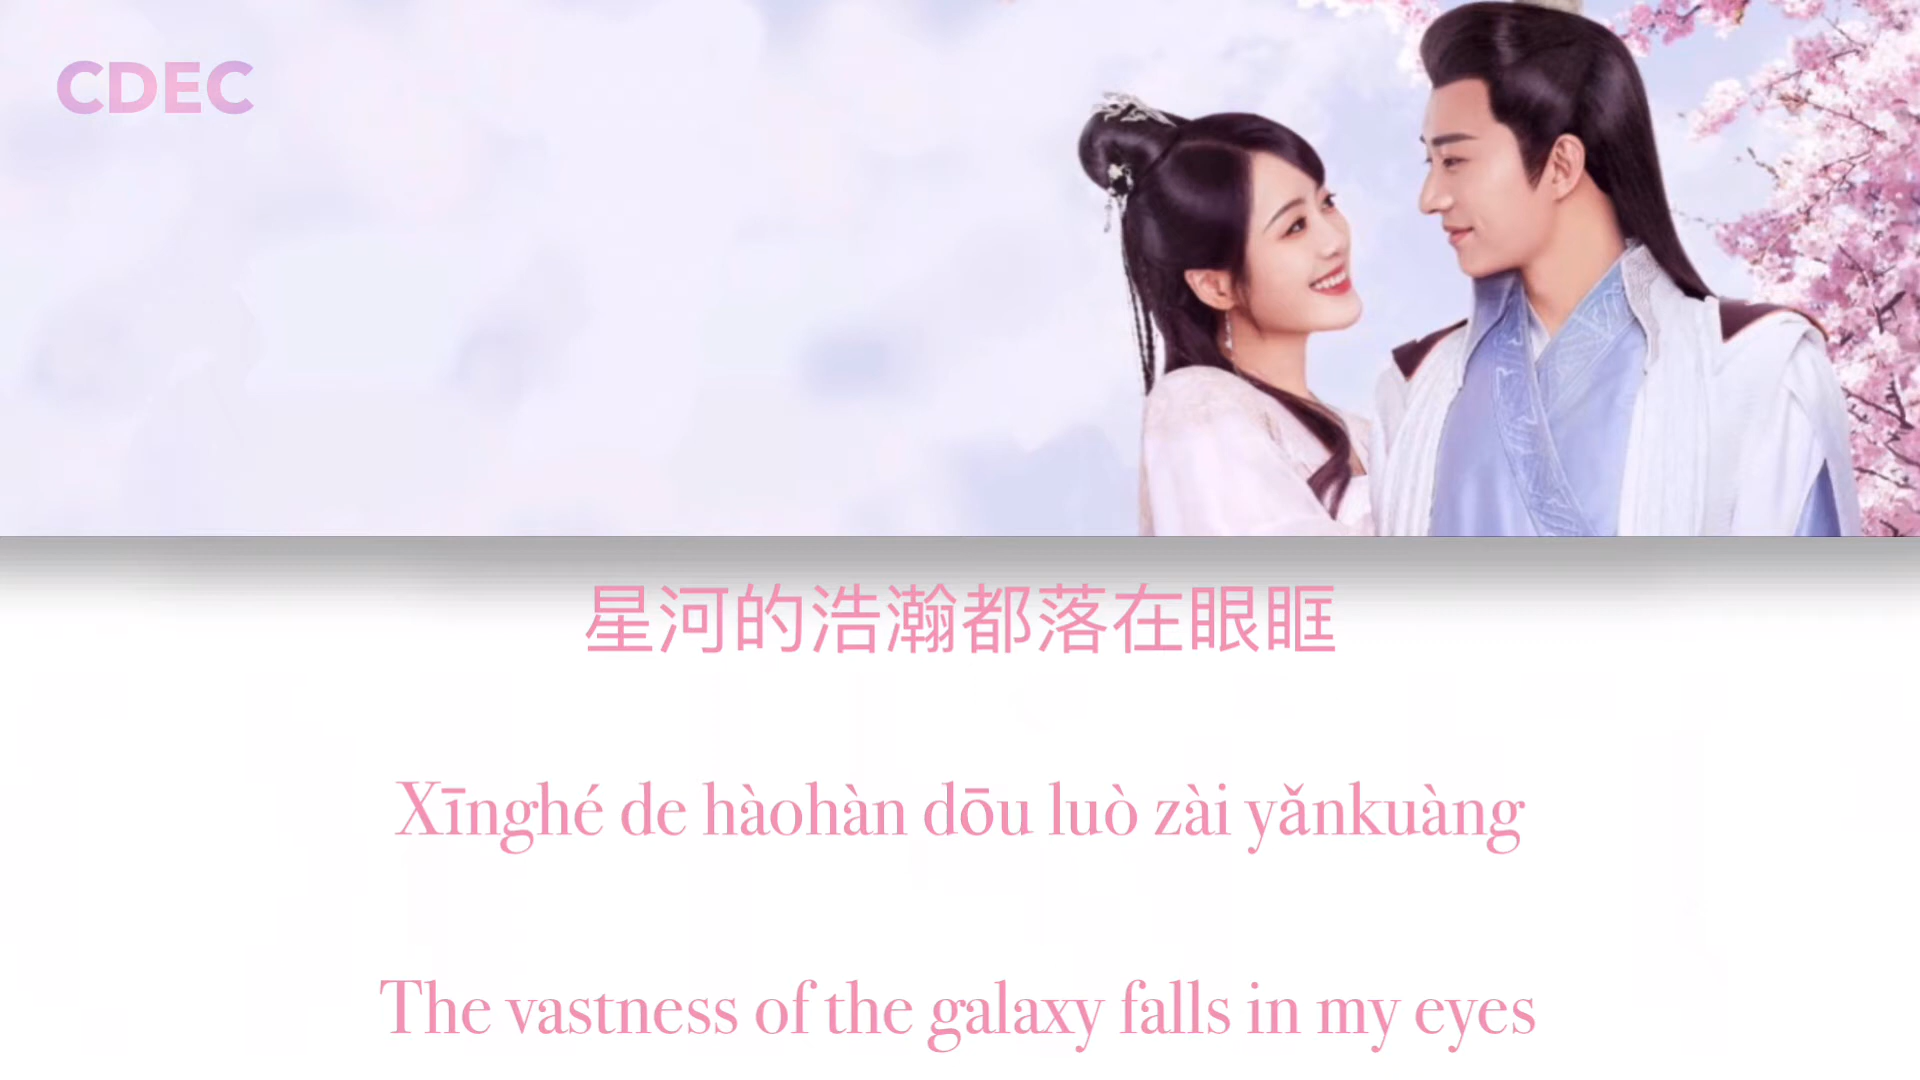 CDEC
星河的浩瀚都落在眼眶
Xīnghé de hàohàn dōu luò zài yǎnkuàng
The vastness of the galaxy falls in my eyes